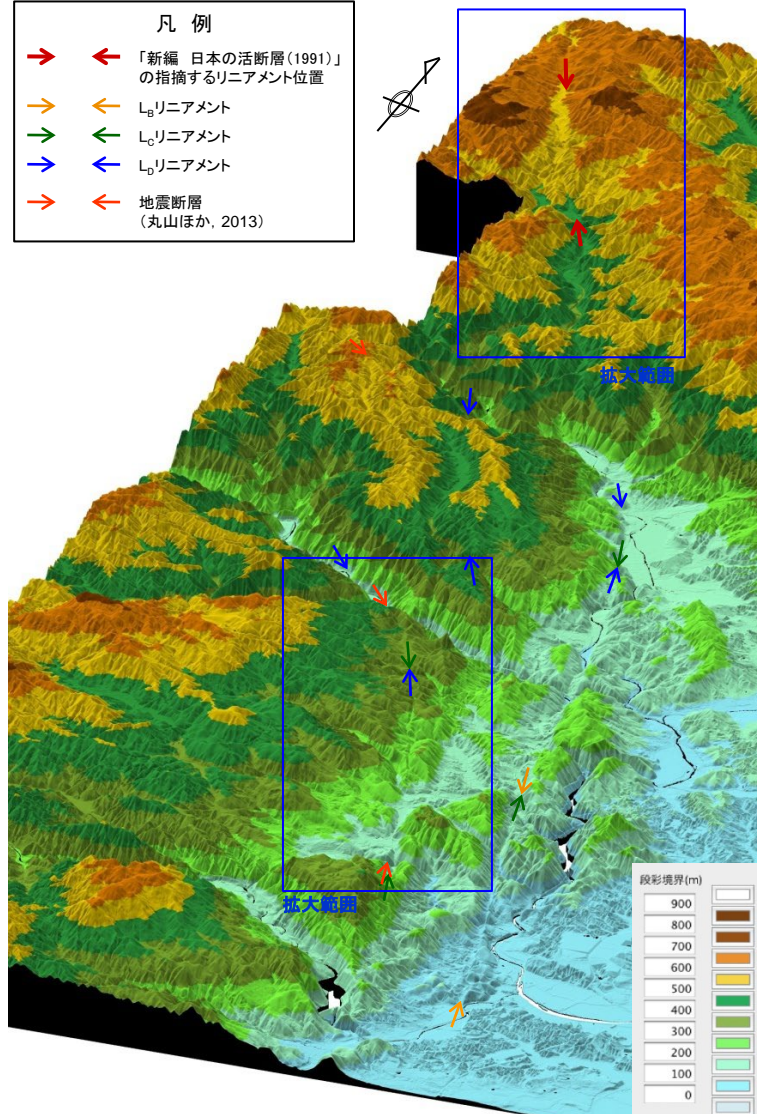 凡 例
「新編 日本の活断層(1991)」
の指摘するリニアメント位置
LBリニアメント
LCリニアメント
LDリニアメント
地震断層
(丸山ほか, 2013)
拡大範囲
拡大範囲
段彩境界(m)
900
800
700
600
500
400
300
200
100
0